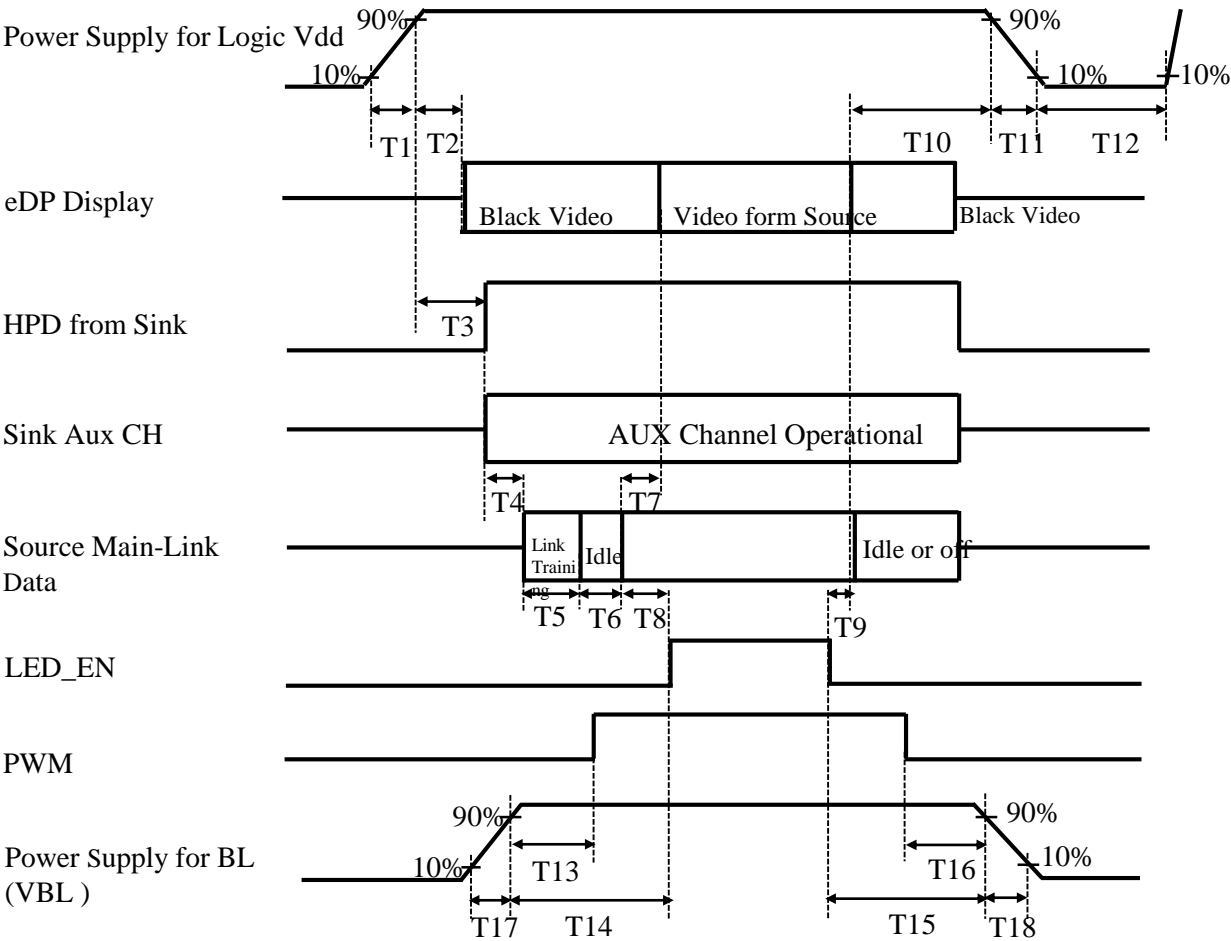 90%
90%
Power Supply for Logic Vdd
10%
10%
10%
T1
T2
T10
T11
T12
eDP Display
Black Video
Video form Source
Black Video
HPD from Sink
T3
Sink Aux CH
AUX Channel Operational
T4
T7
Source Main-Link
Data
Link
Traini
ng
Idle
Idle or off
T5
T6
T8
T9
LED_EN
PWM
90%
90%
Power Supply for BL
(VBL )
10%
10%
T13
T16
T17
T14
T15
T18